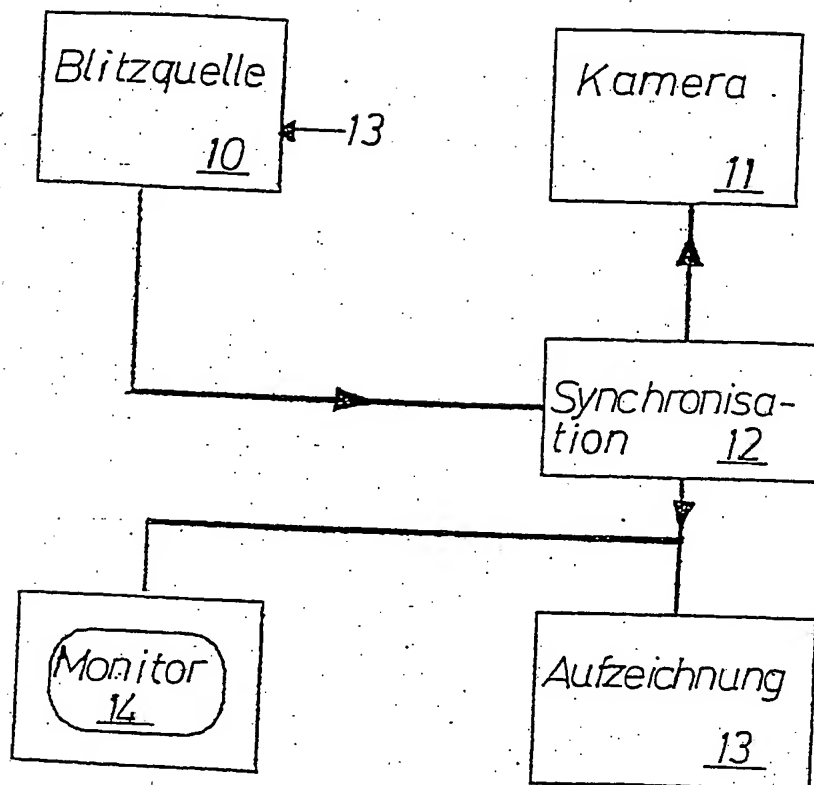 Blitzquelle
10
13
Kamera
11
Synchronisa-
tion 12
Monitor
14
Aufzeichnung
13